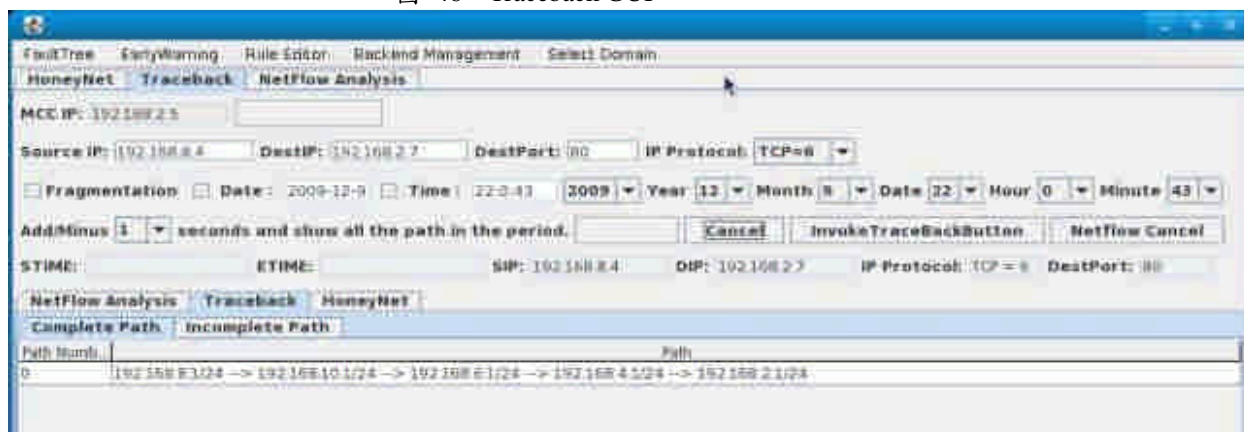 FaultTree EarlyWarning Rule Editor Backend Management Select Domain
HoneyNet Traceback NetFlow Analysis
MCC IP: 192.168.2.5
Source IP: 192.168.8.4 DestIP: 192.168.2.7 DestPort: 80 IP Protocol: TCP=6
Fragmentation Date: 2009-12-9 Time: 22:0:43 2009 Year 12 Month 9 Date 22 Hour 0 Minute 43
Add/Minus 1 seconds and show all the path in the period. Cancel InvokeTraceBackButton Netflow Cancel
STIME: ETIME: SIP: 192.168.8.4 DIP: 192.168.2.7 IP Protocol: TCP = 6 DestPort: 80
NetFlow Analysis Traceback HoneyNet
Complete Path Incomplete Path
Path Numb... Path
0 192.168.8.1/24 --> 192.168.10.1/24 --> 192.168.6.1/24 --> 192.168.4.1/24 --> 192.168.2.1/24